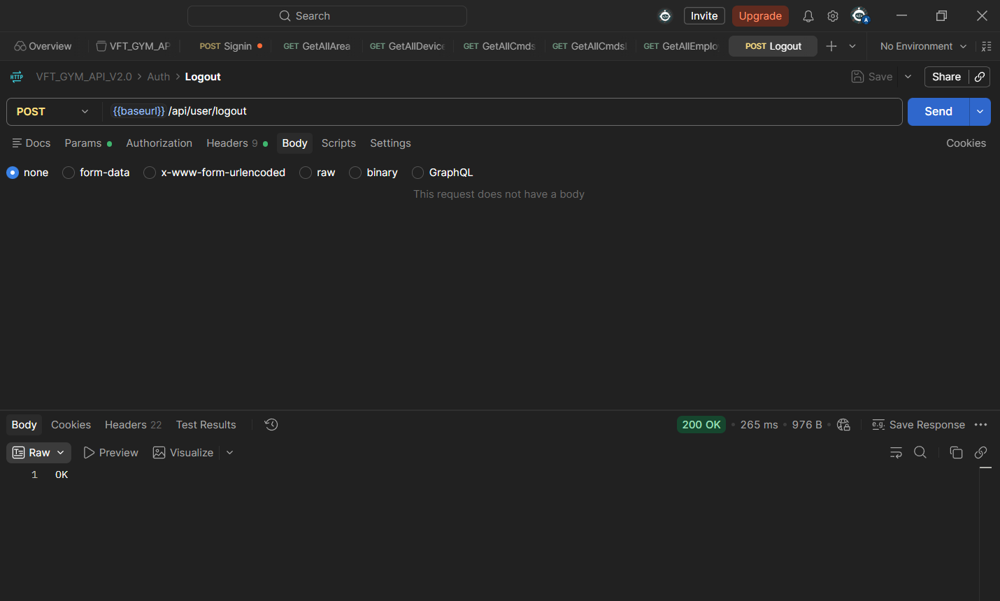 Search
Invite
Upgrade
Overview
VFT_GYM_AP
POST Signin
GET GetAllArea
GET GetAllDevice
GET GetAllCmds
GET GetAllCmdsl
GET GetAllEmplo
POST Logout
No Environment
HTTP
VFT_GYM_API_V2.0 > Auth > Logout
Save
Share
POST
{{baseurl}} /api/user/logout
Send
Docs
Params
Authorization
Headers 9
Body
Scripts
Settings
Cookies
none
form-data
x-www-form-urlencoded
raw
binary
GraphQL
This request does not have a body
Body
Cookies
Headers 22
Test Results
200 OK
265 ms
976 B
e.g. Save Response
Raw
Preview
Visualize
1 OK